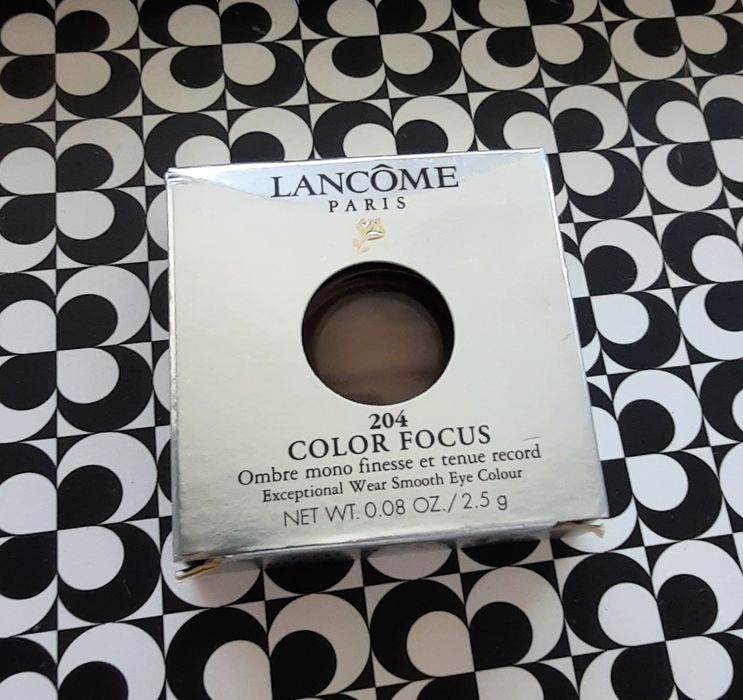 LANCÔME
PARIS
204
COLOR FOCUS
Ombre mono finesse et tenue record
Exceptional Wear Smooth Eye Colour
NET WT. 0.08 OZ./2.5 g